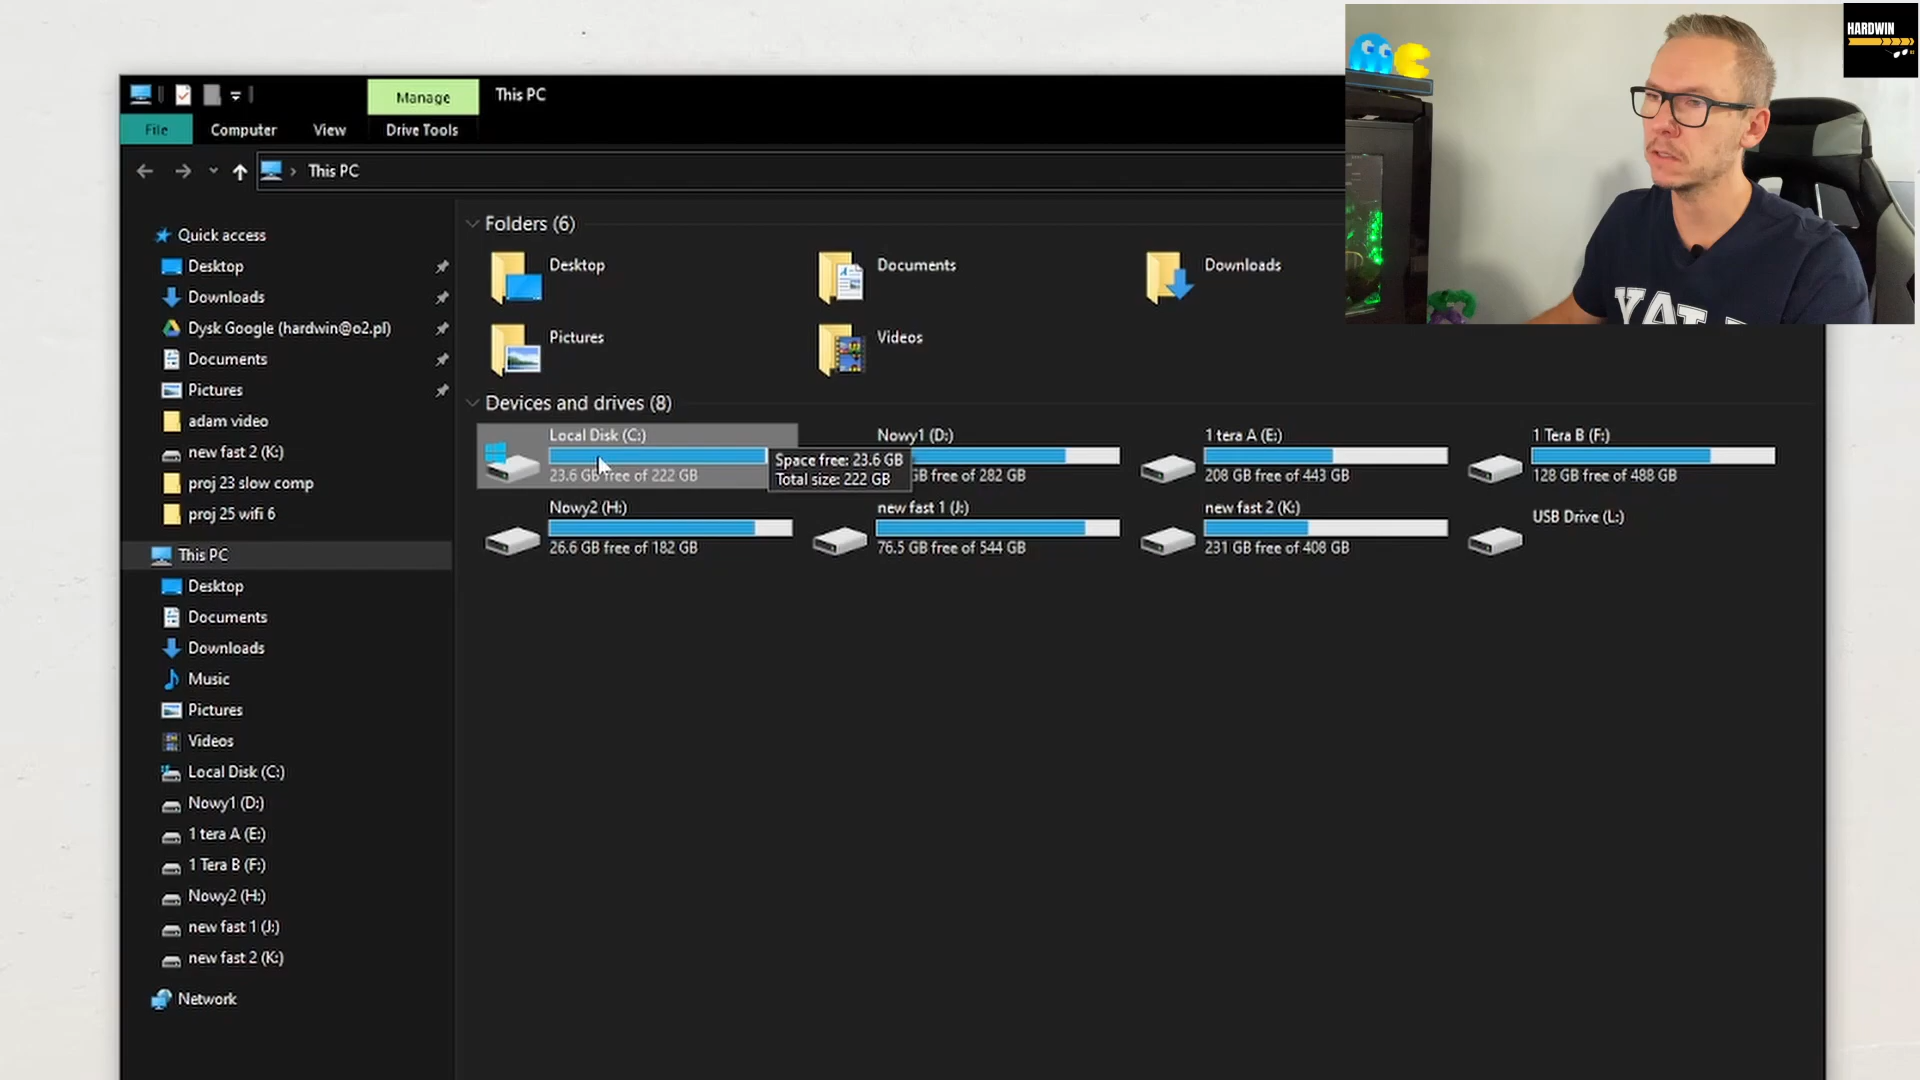 HARDWIN
Manage
This PC
File
Computer
View
Drive Tools
This PC
Quick access
Desktop
Downloads
Dysk Google (hardwin@o2.pl)
Documents
Pictures
adam video
new fast 2 (K:)
proj 23 slow comp
proj 25 wifi 6
This PC
Desktop
Documents
Downloads
Music
Pictures
Videos
Local Disk (C:)
Nowy1 (D:)
1 tera A (E:)
1 Tera B (F:)
Nowy2 (H:)
new fast 1 (J:)
new fast 2 (K:)
Network
Folders (6)
Desktop
Documents
Downloads
Pictures
Videos
Devices and drives (8)
Local Disk (C:)
23.6 GB free of 222 GB
Space free: 23.6 GB
Total size: 222 GB
Nowy1 (D:)
GB free of 282 GB
1 tera A (E:)
208 GB free of 443 GB
1 Tera B (F:)
128 GB free of 488 GB
Nowy2 (H:)
26.6 GB free of 182 GB
new fast 1 (J:)
76.5 GB free of 544 GB
new fast 2 (K:)
231 GB free of 408 GB
USB Drive (L:)